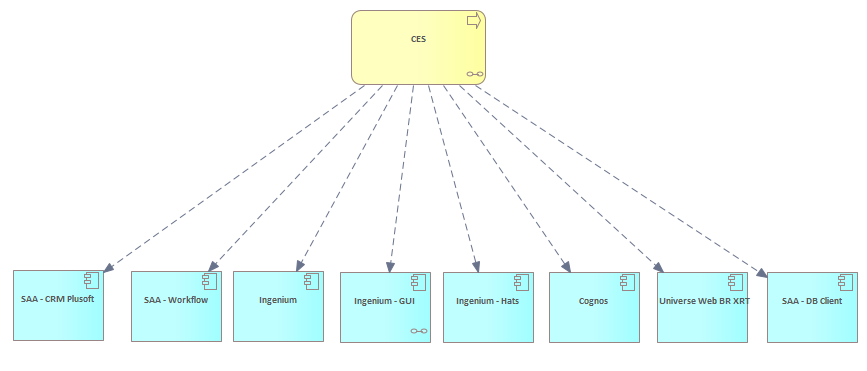 CES
SAA - CRM Plusoft
SAA - Workflow
Ingenium
Ingenium - GUI
Ingenium - Hats
Cognos
Universe Web BR XRT
SAA - DB Client